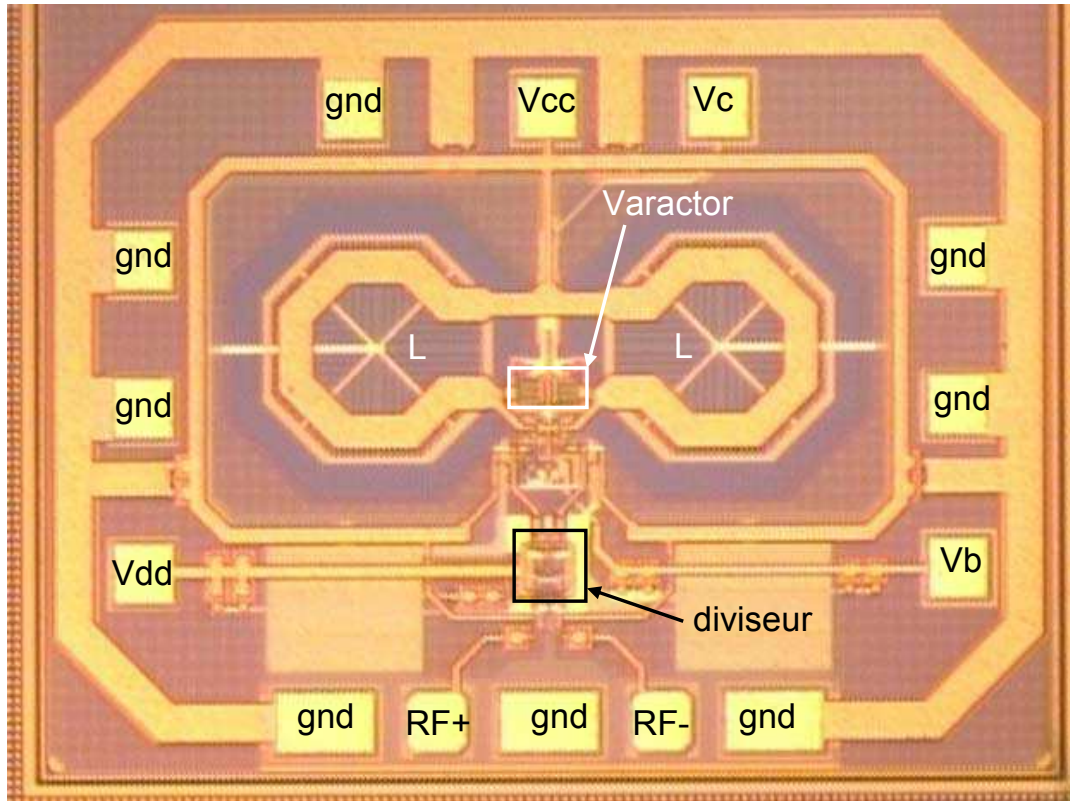 gnd Vcc Vc
Varactor
gnd gnd
L L
gnd gnd
Vdd Vb
diviseur
gnd RF+ gnd RF- gnd